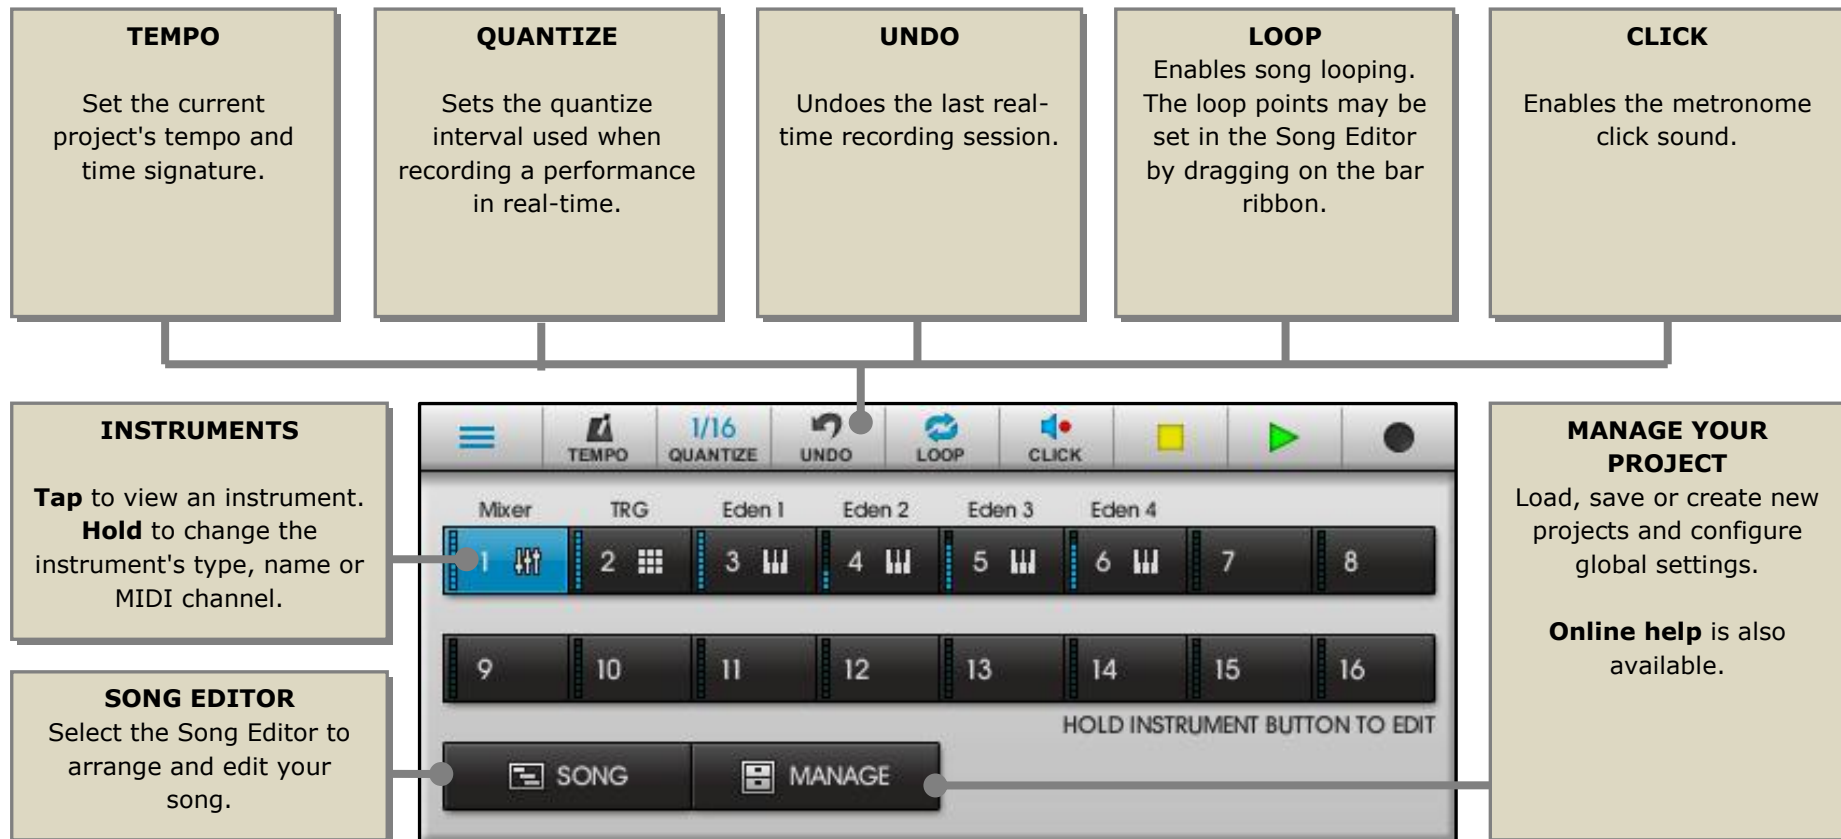 TEMPO
Set the current
project's tempo and
time signature.
QUANTIZE
Sets the quantize
interval used when
recording a performance
in real-time.
UNDO
Undoes the last real-
time recording session.
LOOP
Enables song looping.
The loop points may be
set in the Song Editor
by dragging on the bar
ribbon.
CLICK
Enables the metronome
click sound.
INSTRUMENTS
Tap to view an instrument.
Hold to change the
instrument's type, name or
MIDI channel.
SONG EDITOR
Select the Song Editor to
arrange and edit your
song.
TEMPO
1/16
QUANTIZE
UNDO
LOOP
CLICK
Mixer TRG Eden 1 Eden 2 Eden 3 Eden 4
1 2 3 4 5 6 7 8
9 10 11 12 13 14 15 16
HOLD INSTRUMENT BUTTON TO EDIT
SONG MANAGE
MANAGE YOUR
PROJECT
Load, save or create new
projects and configure
global settings.
Online help is also
available.